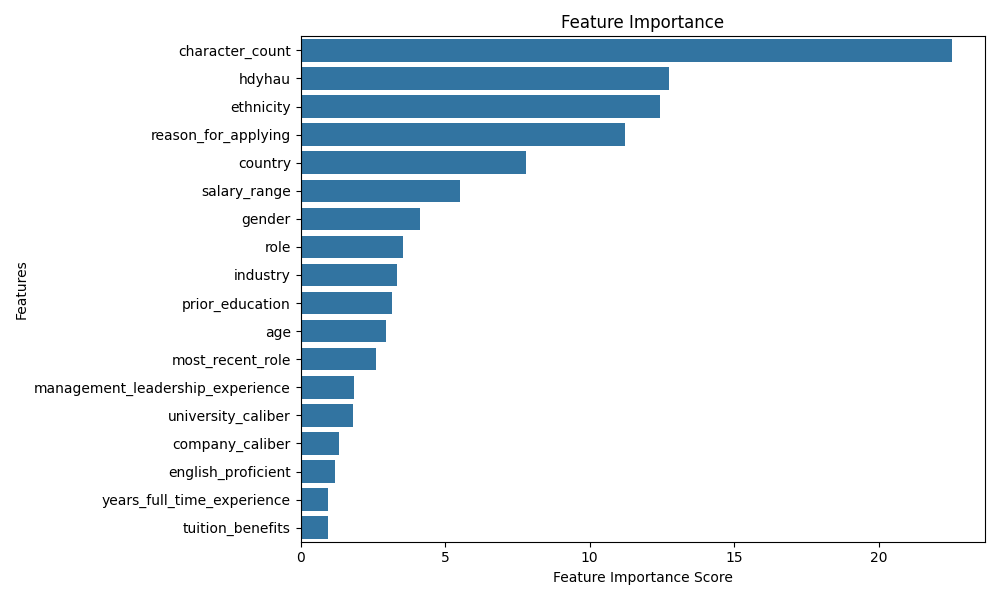 Feature Importance
character_count
hdyhau
ethnicity
reason_for_applying
country
salary_range
gender
role
industry
prior_education
age
most_recent_role
management_leadership_experience
university_caliber
company_caliber
english_proficient
years_full_time_experience
tuition_benefits
Features
0 5 10 15 20
Feature Importance Score